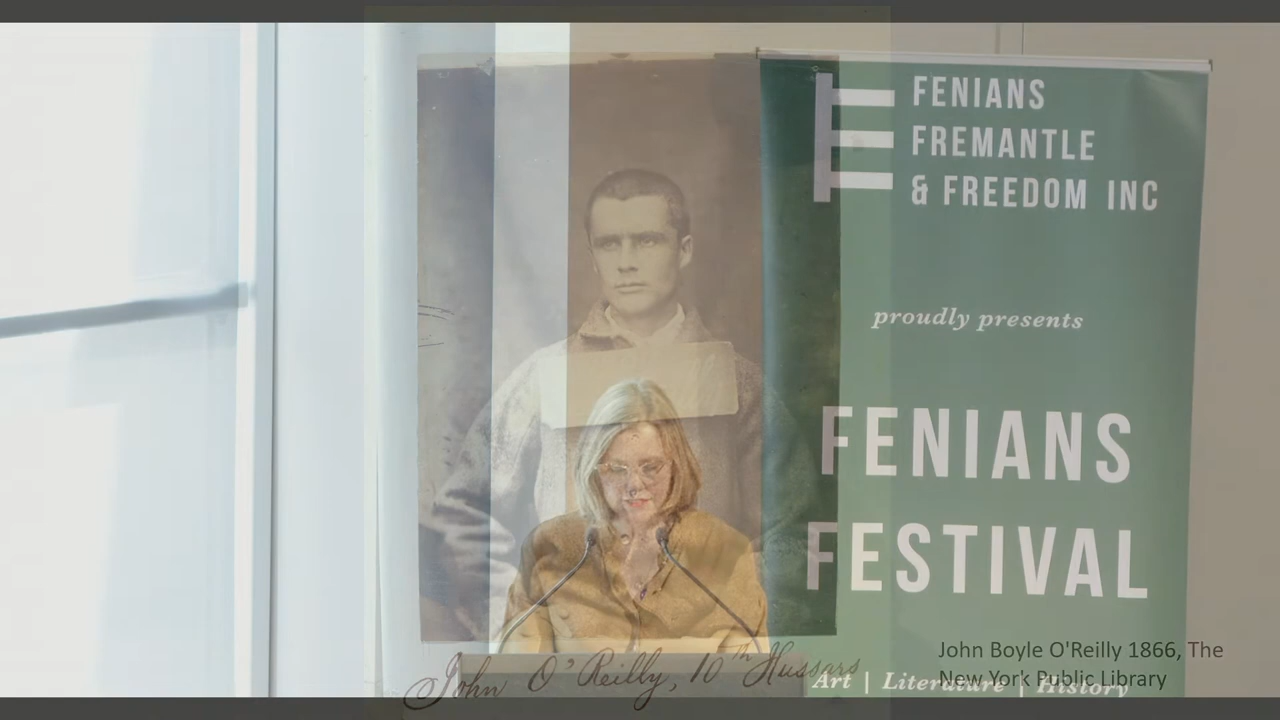 FENIANS
FREMANTLE
& FREEDOM INC
proudly presents
FENIANS
FESTIVAL
Art | Literature | History
John O'Reilly, 10th Hussars
John Boyle O'Reilly 1866, The
New York Public Library